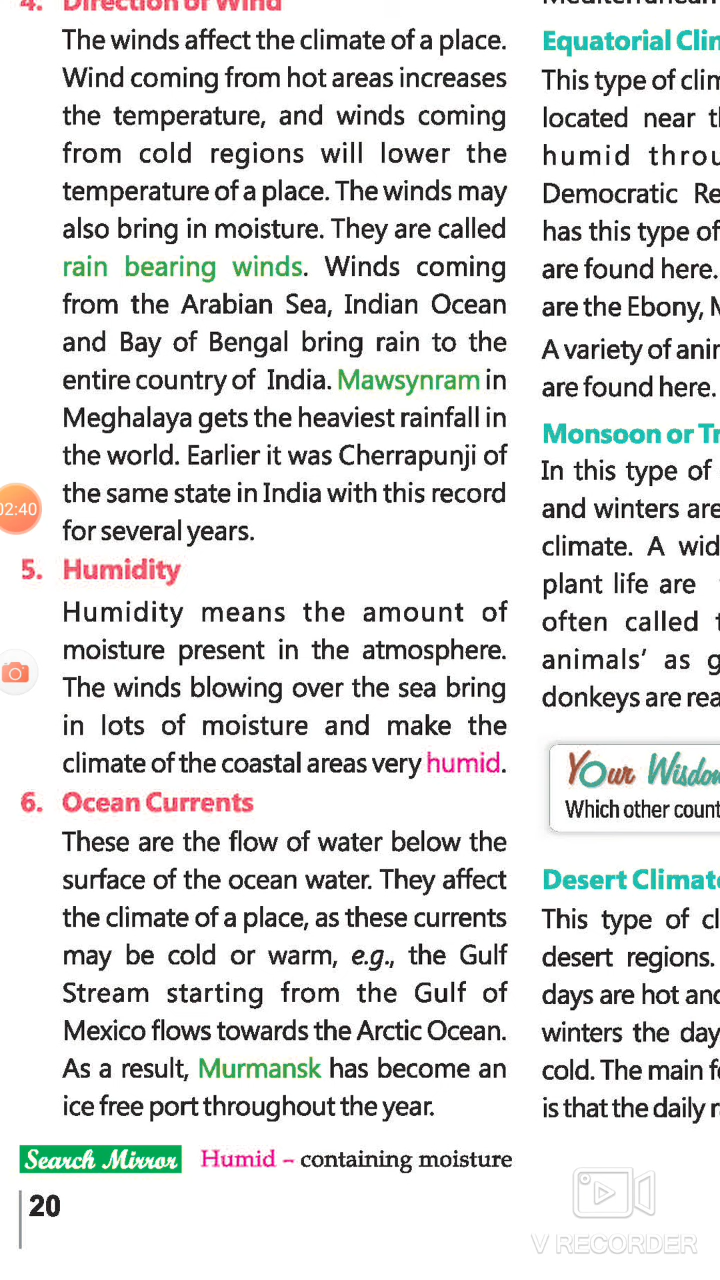 4. Direction of Wind
The winds affect the climate of a place.
Wind coming from hot areas increases
the temperature, and winds coming
from cold regions will lower the
temperature of a place. The winds may
also bring in moisture. They are called
rain bearing winds. Winds coming
from the Arabian Sea, Indian Ocean
and Bay of Bengal bring rain to the
entire country of India. Mawsynram in
Meghalaya gets the heaviest rainfall in
the world. Earlier it was Cherrapunji of
the same state in India with this record
for several years.
02:40
5. Humidity
Humidity means the amount of
moisture present in the atmosphere.
The winds blowing over the sea bring
in lots of moisture and make the
climate of the coastal areas very humid.
6. Ocean Currents
These are the flow of water below the
surface of the ocean water. They affect
the climate of a place, as these currents
may be cold or warm, e.g., the Gulf
Stream starting from the Gulf of
Mexico flows towards the Arctic Ocean.
As a result, Murmansk has become an
ice free port throughout the year.
Search Mirror Humid – containing moisture
20
Equatorial
This type of
located near
humid
Democratic
has this type of
are found here.
are the Ebony,
A variety of
are found here.
Monsoon or
In this type of
and winters are
climate. A
plant life are
often called
animals' as
donkeys are
Your
Which other
Desert
This type of
desert regions.
days are hot
winters the
cold. The main
is that the daily
V RECORDER